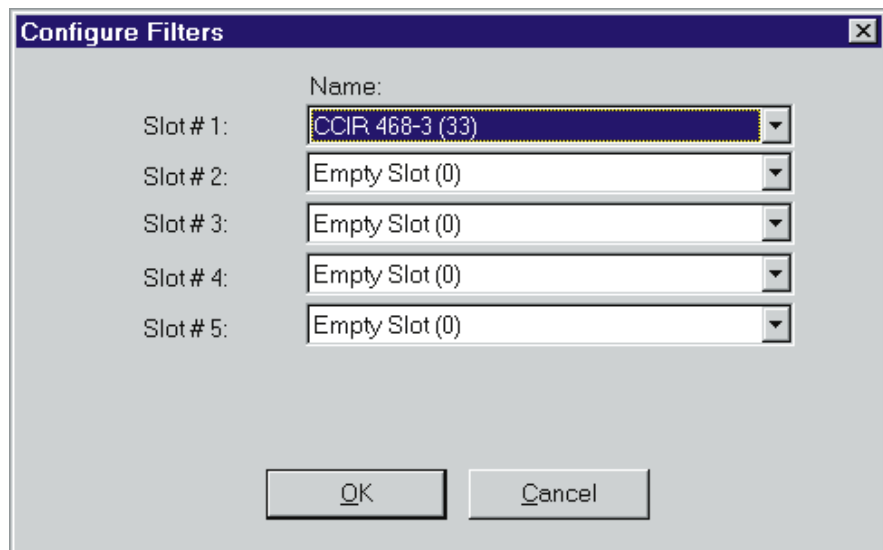 Configure Filters
Name:
Slot # 1: CCIR 468-3 (33)
Slot # 2: Empty Slot (0)
Slot # 3: Empty Slot (0)
Slot # 4: Empty Slot (0)
Slot # 5: Empty Slot (0)
OK Cancel